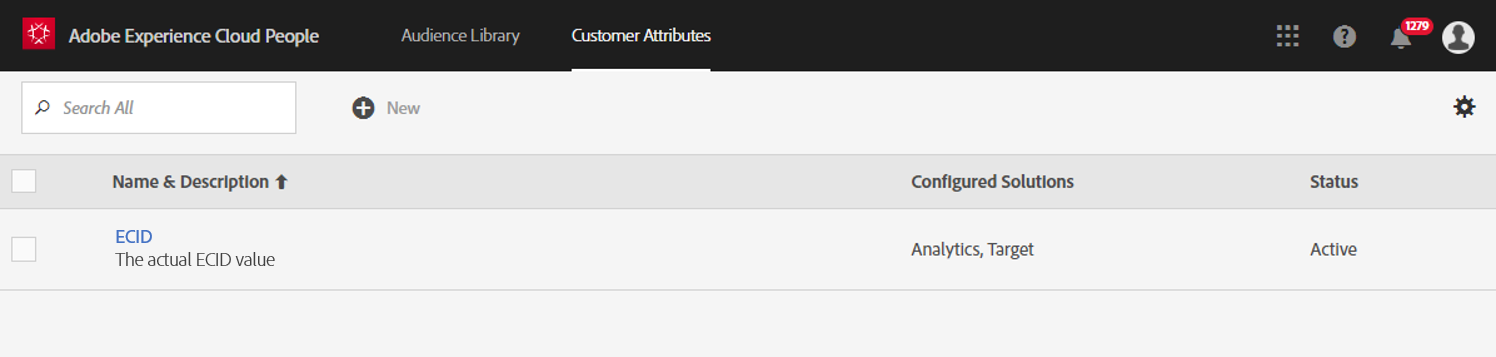 Adobe Experience Cloud People Audience Library Customer Attributes 1279
Search All New
Name & Description Configured Solutions Status
ECID
The actual ECID value Analytics, Target Active